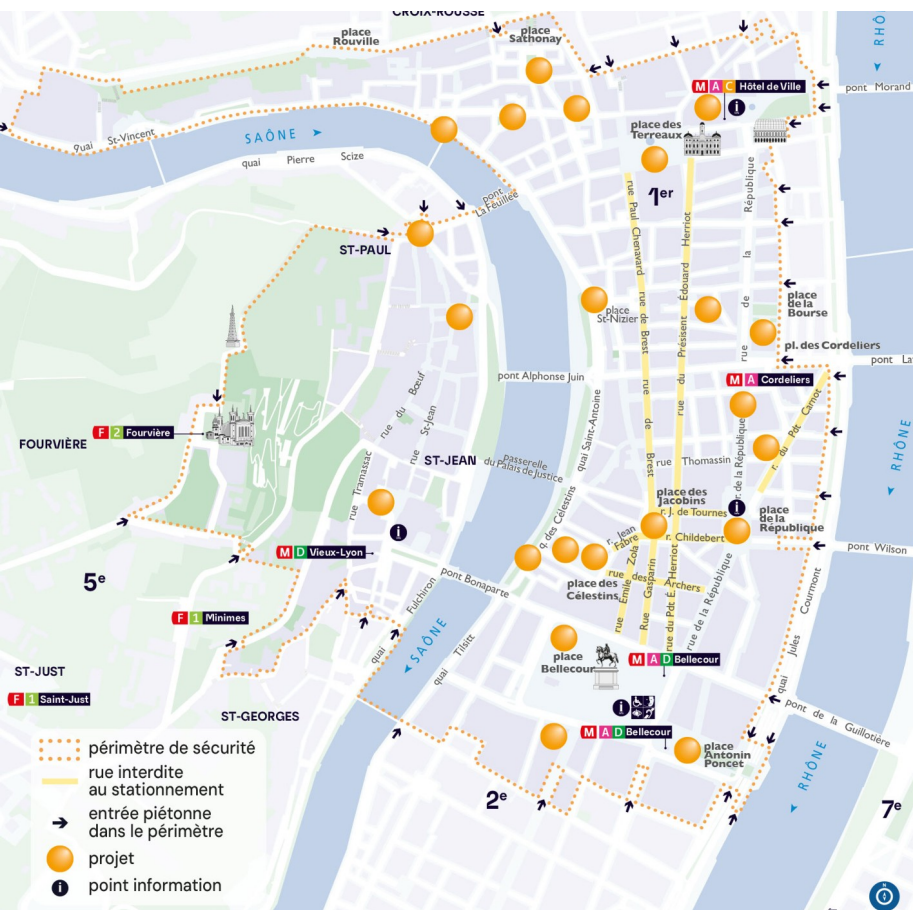 CROIX-ROUSSE
place
Rouville
place
Sathonay
RHÔNE
M A C Hôtel de Ville
pont Morand
quai St-Vincent
SAÔNE
quai Pierre Scize
place des
Terreaux
1er
pont
La Feuillée
ST-PAUL
rue Paul Chenavard
rue de Brest
rue du Présisent Édouard Herriot
rue de la République
place
St-Nizier
place
de la
Bourse
pl. des Cordeliers
pont Alphonse Juin
M A Cordeliers
quai Saint-Antoine
rue du Bœuf
rue St-Jean
FOURVIÈRE
F 2 Fourvière
ST-JEAN
passerelle
du Palais de Justice
rue de Brest
rue Thomassin
r. de la République
r. du Pdt Carnot
RHÔNE
rue Tramassac
place des
Jacobins
r. J. de Tournes
place
de la
République
q. des Célestins
r. Jean
Fabre
r. Childebert
pont Wilson
M D Vieux-Lyon
5e
pont Bonaparte
place des
Célestins
rue des Archers
rue Émile Zola
Rue Gasparin
rue du Pdt É. Herriot
rue de la République
quai Jules Courmont
F 1 Minimes
quai Fulchiron
SAÔNE
quai Tilsitt
place
Bellecour
M A D Bellecour
ST-JUST
F 1 Saint-Just
ST-GEORGES
pont de la Guillotière
M A D Bellecour
place
Antonin
Poncet
RHÔNE
2e
7e
périmètre de sécurité
rue interdite
au stationnement
entrée piétonne
dans le périmètre
projet
i point information
N